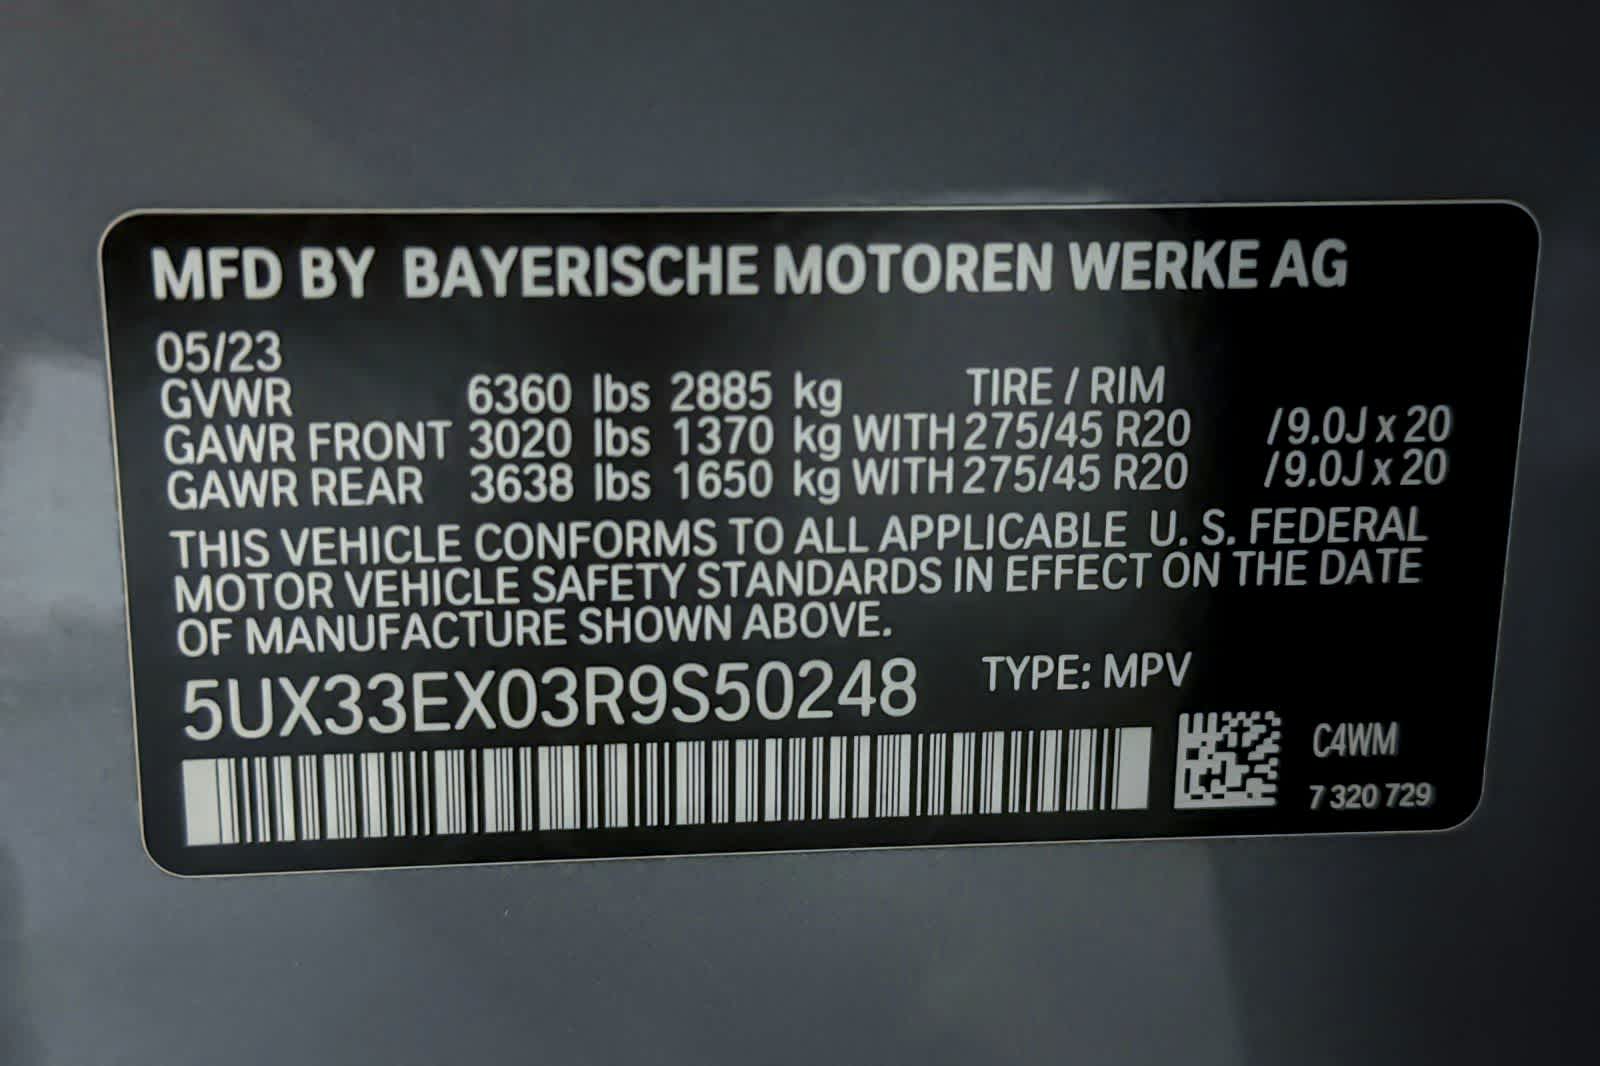 MFD BY BAYERISCHE MOTOREN WERKE AG
05/23
GVWR 6360 lbs 2885 kg TIRE / RIM
GAWR FRONT 3020 lbs 1370 kg WITH 275/45 R20 /9.0J x 20
GAWR REAR 3638 lbs 1650 kg WITH 275/45 R20 /9.0J x 20
THIS VEHICLE CONFORMS TO ALL APPLICABLE U. S. FEDERAL
MOTOR VEHICLE SAFETY STANDARDS IN EFFECT ON THE DATE
OF MANUFACTURE SHOWN ABOVE.
5UX33EX03R9S50248 TYPE: MPV
C4WM
7 320 729